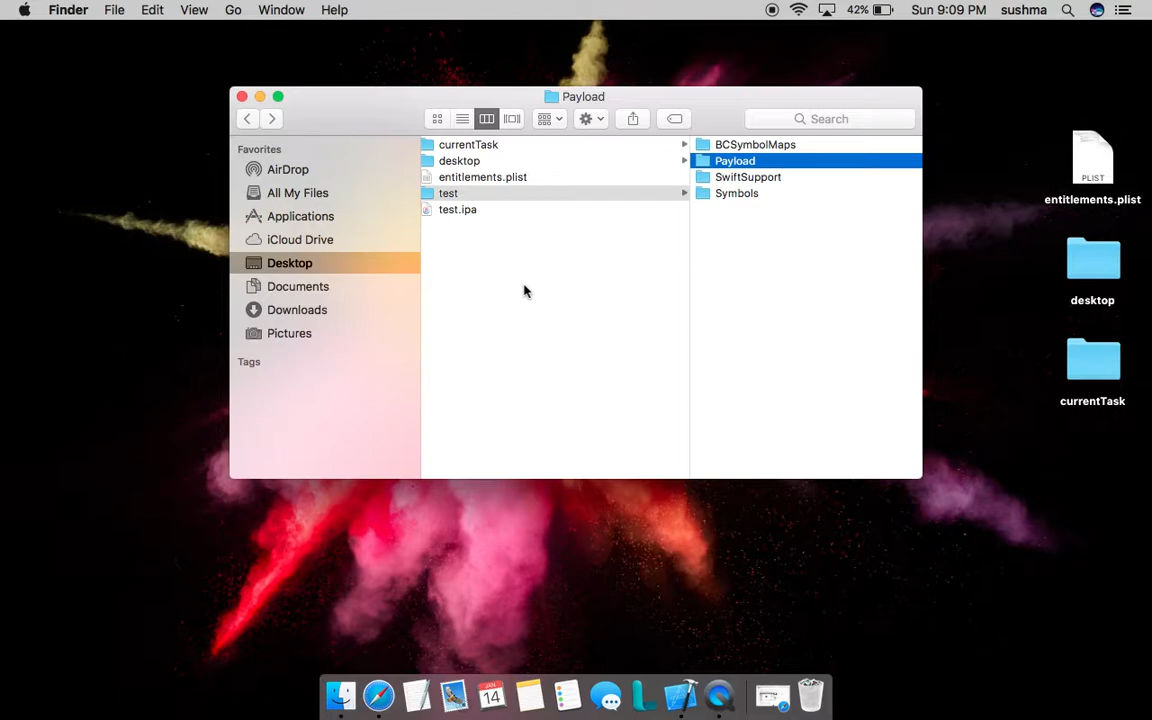 Finder File Edit View Go Window Help 42% Sun 9:09 PM sushma
Payload
Search
Favorites
AirDrop
All My Files
Applications
iCloud Drive
Desktop
Documents
Downloads
Pictures
Tags
currentTask
desktop
entitlements.plist
test
test.ipa
BCSymbolMaps
Payload
SwiftSupport
Symbols
PLIST
entitlements.plist
desktop
currentTask
14